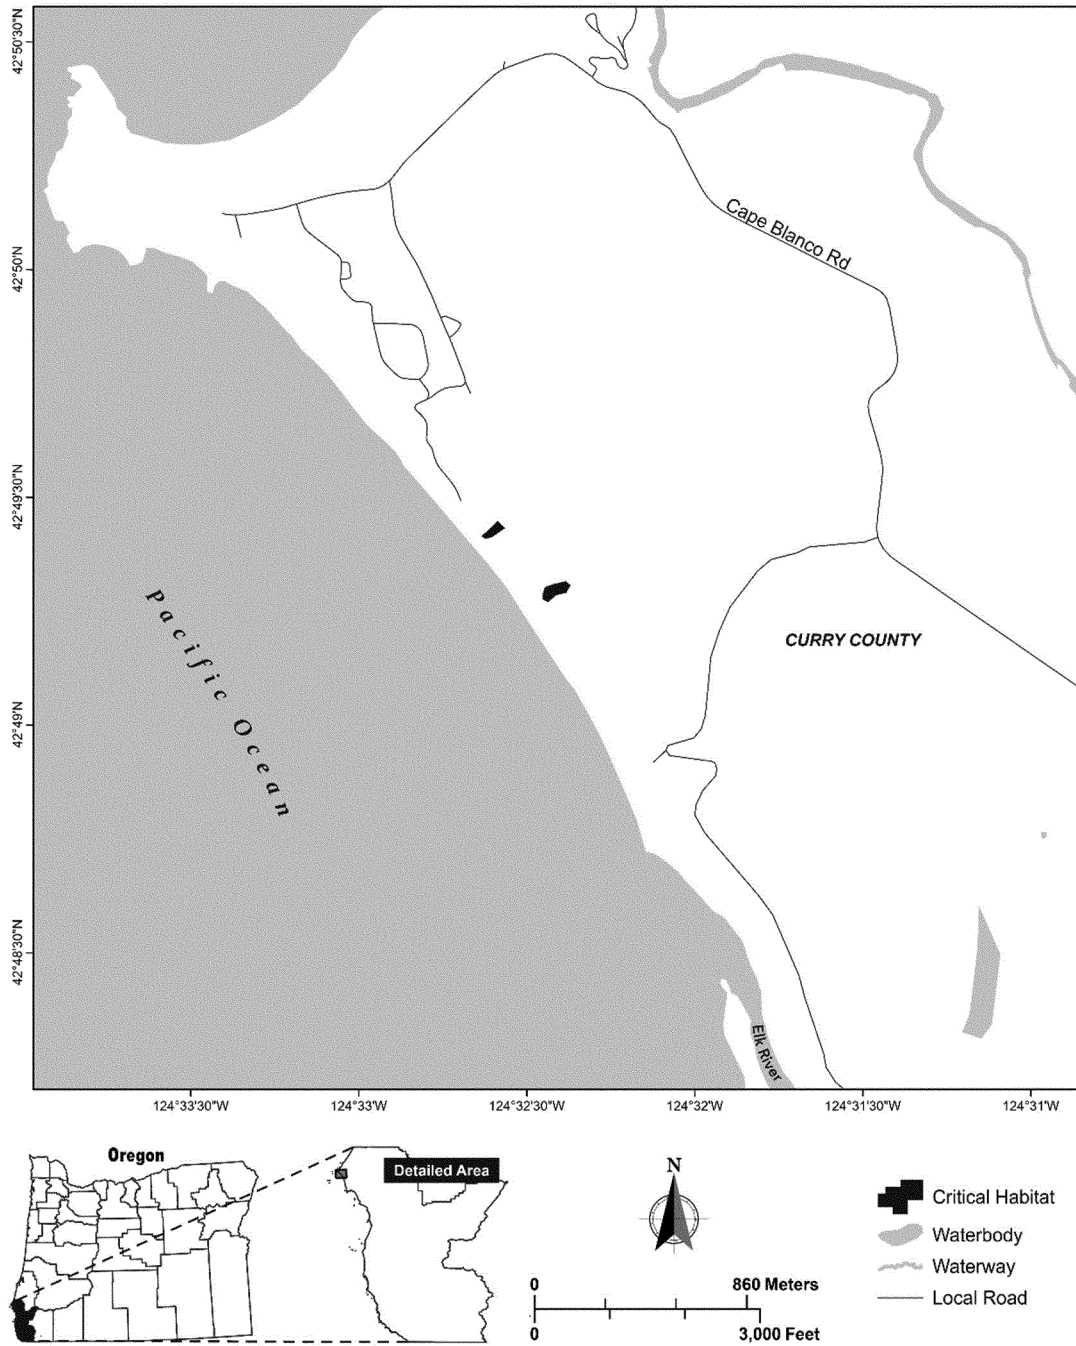 42°50'30"N
42°50'N
42°49'30"N
42°49'N
42°48'30"N
Cape Blanco Rd
Pacific Ocean
CURRY COUNTY
Elk River
124°33'30"W
124°33'W
124°32'30"W
124°32'W
124°31'30"W
124°31'W
Oregon
Detailed Area
N
0 860 Meters
0 3,000 Feet
Critical Habitat
Waterbody
Waterway
Local Road